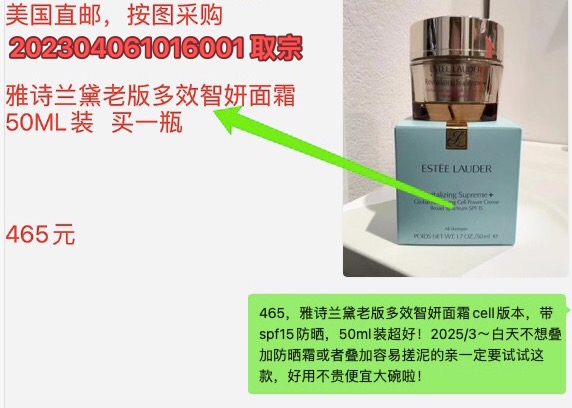 美国直邮，按图采购
202304061016001 取宗
雅诗兰黛老版多效智妍面霜
50ML装 买一瓶
465元
ESTĒE LAUDER
ESTĒE LAUDER
Supreme+
Cell Power Creme
Broad Spectrum SPF 15
All Skintypes
POIDS NET WT. 1.7 OZ./50ml e
465，雅诗兰黛老版多效智妍面霜cell版本，带
spf15防晒，50ml装超好！2025/3～白天不想叠
加防晒霜或者叠加容易搓泥的亲一定要试试这
款，好用不贵便宜大碗啦！